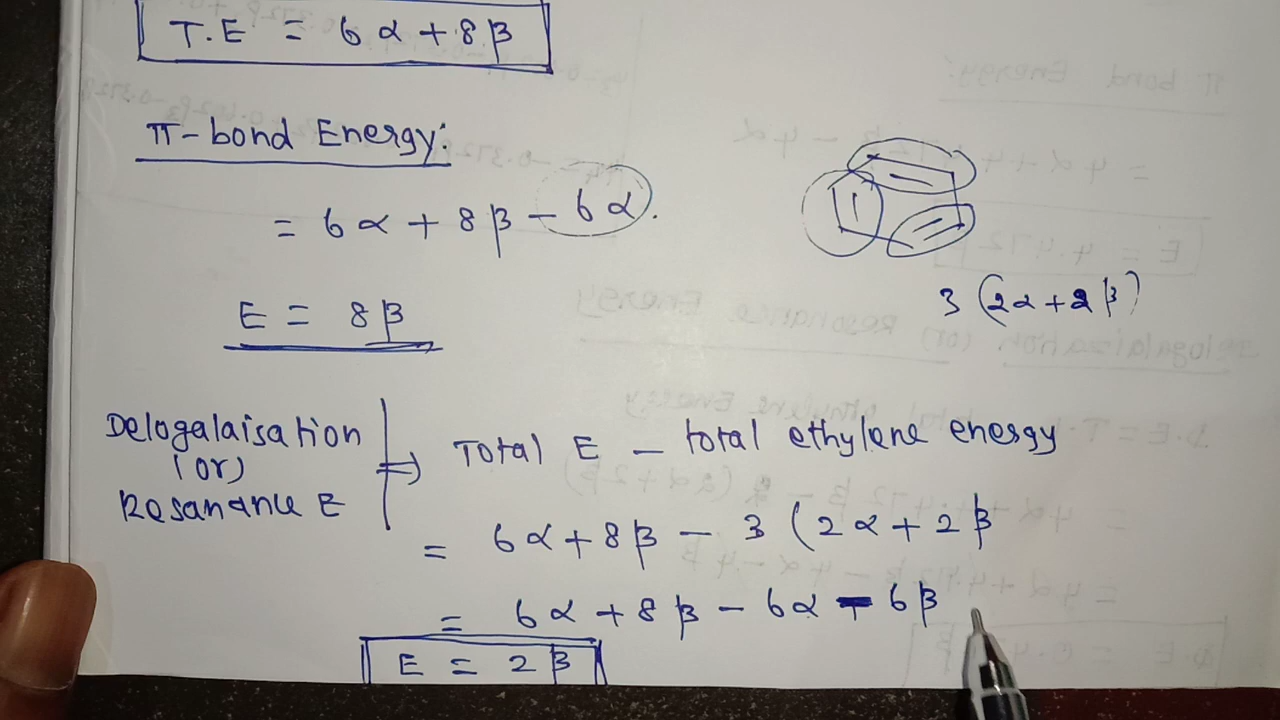 T.E = 6α + 8β
π-bond Energy:
= 6α + 8β - 6α.
3 (2α+2β)
E = 8β
Delogalaisation
(or)
Resanance E
⇒ Total E - total ethylene energy
= 6α+8β - 3 (2α+2β
= 6α+8β - 6α - 6β
E = 2β